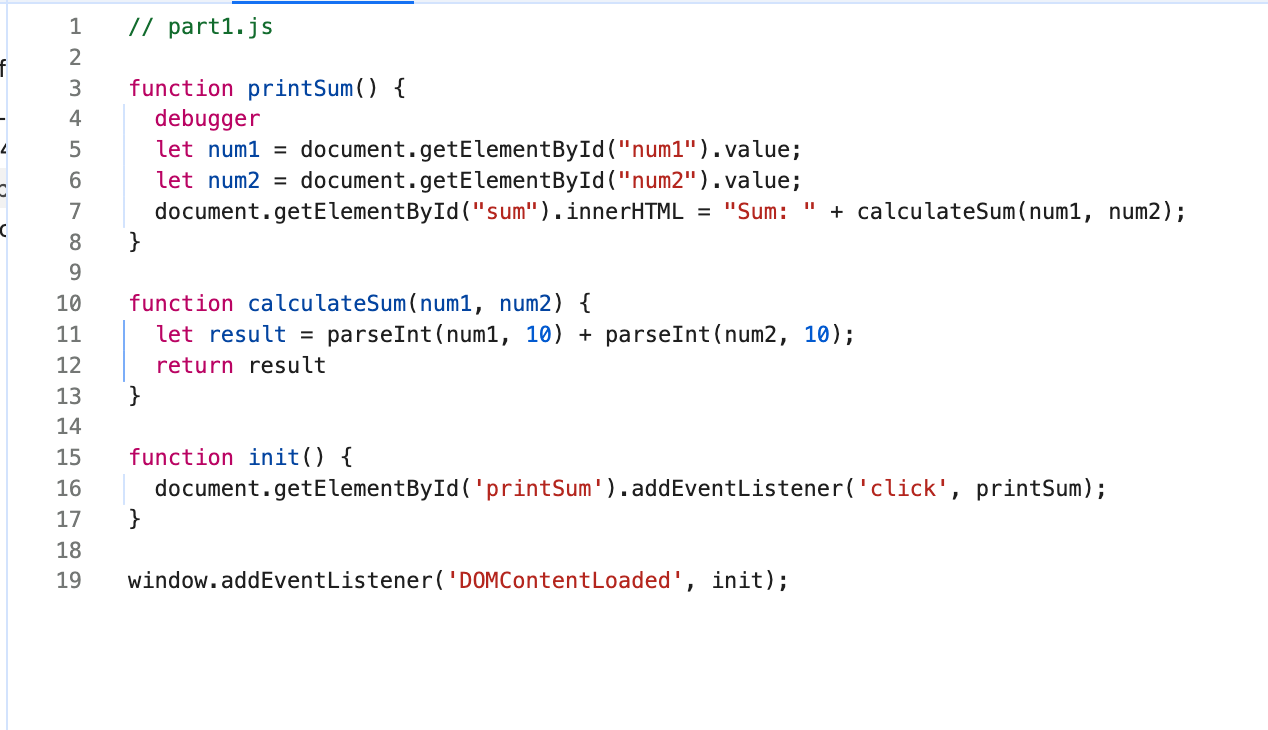 1 // part1.js
2
3 function printSum() {
4   debugger
5   let num1 = document.getElementById("num1").value;
6   let num2 = document.getElementById("num2").value;
7   document.getElementById("sum").innerHTML = "Sum: " + calculateSum(num1, num2);
8 }
9
10 function calculateSum(num1, num2) {
11   let result = parseInt(num1, 10) + parseInt(num2, 10);
12   return result
13 }
14
15 function init() {
16   document.getElementById('printSum').addEventListener('click', printSum);
17 }
18
19 window.addEventListener('DOMContentLoaded', init);